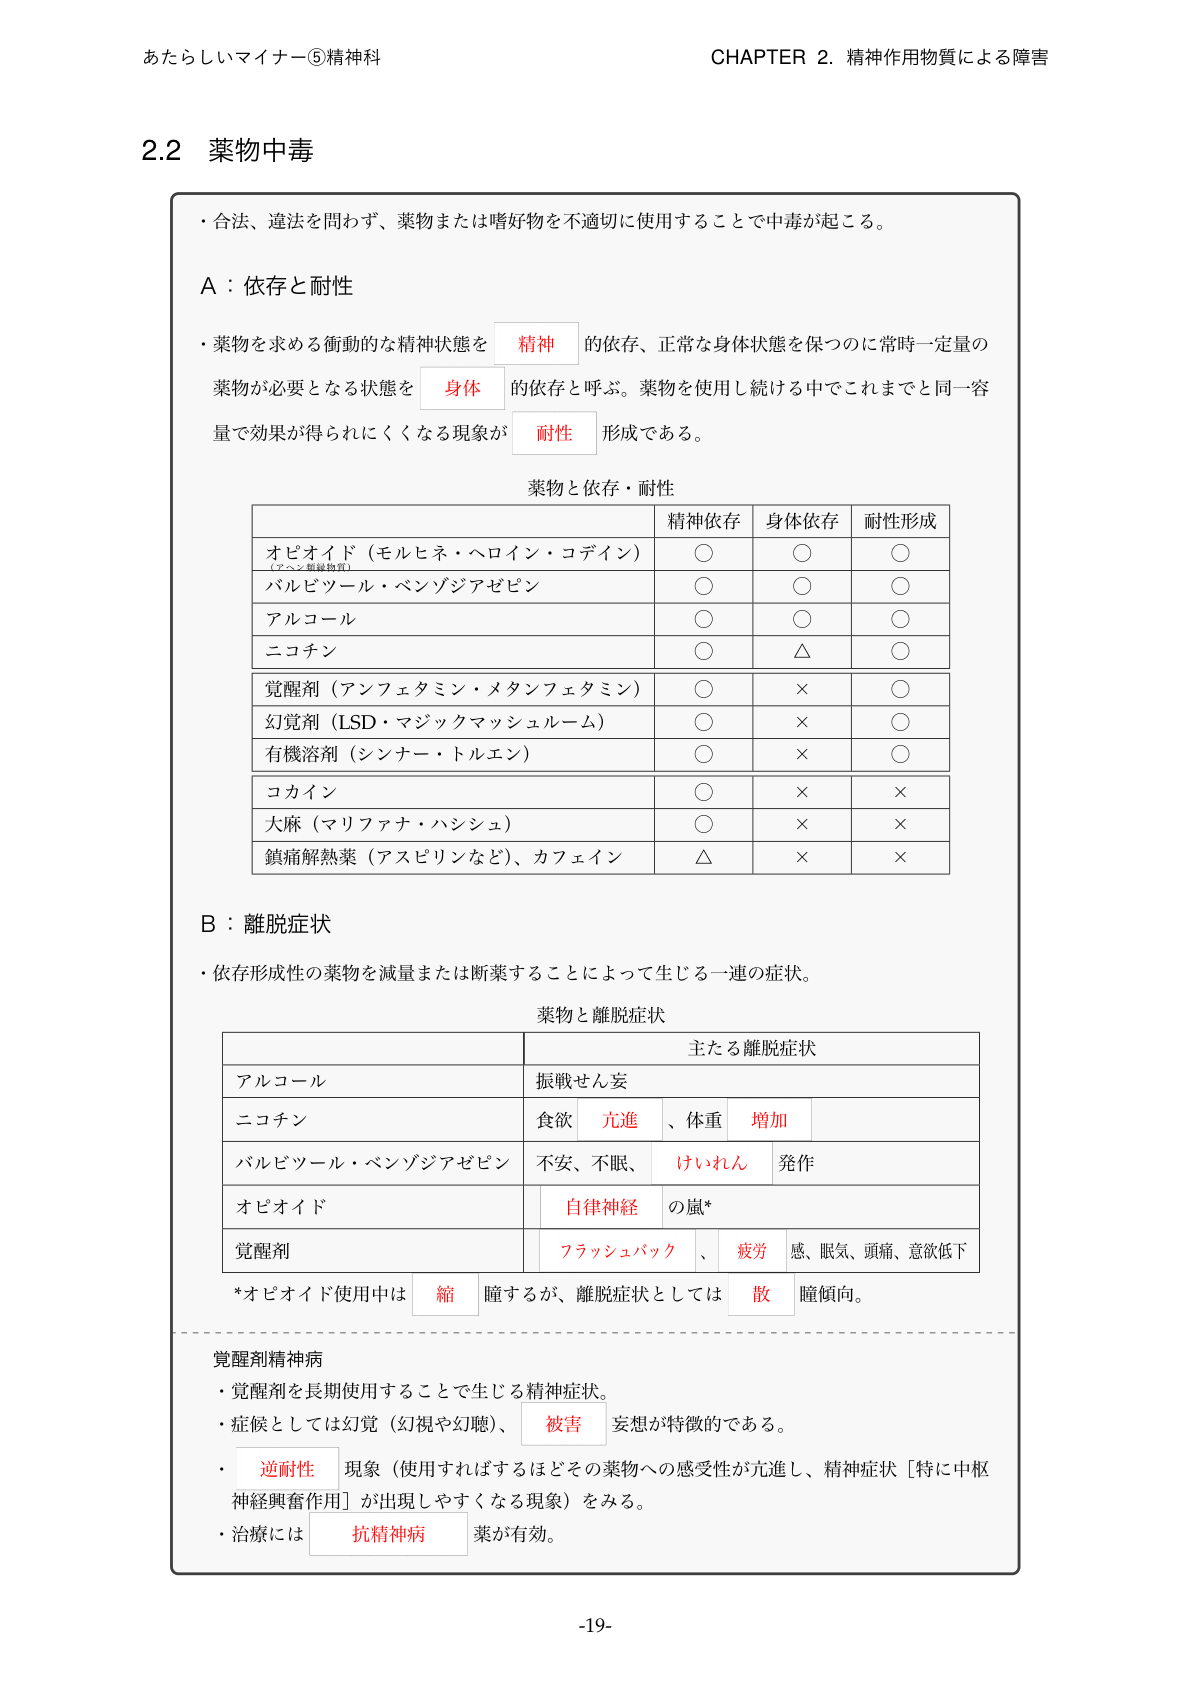 あたらしいマイナー⑤精神科 CHAPTER 2. 精神作用物質による障害
2.2 薬物中毒
・合法、違法を問わず、薬物または嗜好物を不適切に使用することで中毒が起こる。
A：依存と耐性
・薬物を求める衝動的な精神状態を 精神 的依存、正常な身体状態を保つのに常時一定量の
薬物が必要となる状態を 身体 的依存と呼ぶ。薬物を使用し続ける中でこれまでと同一容
量で効果が得られにくくなる現象が 耐性 形成である。
薬物と依存・耐性
精神依存 身体依存 耐性形成
オピオイド（モルヒネ・ヘロイン・コデイン） ○ ○ ○
（アヘン類縁物質）
バルビツール・ベンゾジアゼピン ○ ○ ○
アルコール ○ ○ ○
ニコチン ○ △ ○
覚醒剤（アンフェタミン・メタンフェタミン） ○ × ○
幻覚剤（LSD・マジックマッシュルーム） ○ × ○
有機溶剤（シンナー・トルエン） ○ × ○
コカイン ○ × ×
大麻（マリファナ・ハシシュ） ○ × ×
鎮痛解熱薬（アスピリンなど）、カフェイン △ × ×
B：離脱症状
・依存形成性の薬物を減量または断薬することによって生じる一連の症状。
薬物と離脱症状
主たる離脱症状
アルコール 振戦せん妄
ニコチン 食欲 亢進 、体重 増加
バルビツール・ベンゾジアゼピン 不安、不眠、 けいれん 発作
オピオイド 自律神経 の嵐*
覚醒剤 フラッシュバック 、 疲労 感、眠気、頭痛、意欲低下
*オピオイド使用中は 縮 瞳するが、離脱症状としては 散 瞳傾向。
覚醒剤精神病
・覚醒剤を長期使用することで生じる精神症状。
・症候としては幻覚（幻視や幻聴）、 被害 妄想が特徴的である。
・ 逆耐性 現象（使用すればするほどその薬物への感受性が亢進し、精神症状［特に中枢
神経興奮作用］が出現しやすくなる現象）をみる。
・治療には 抗精神病 薬が有効。
-19-